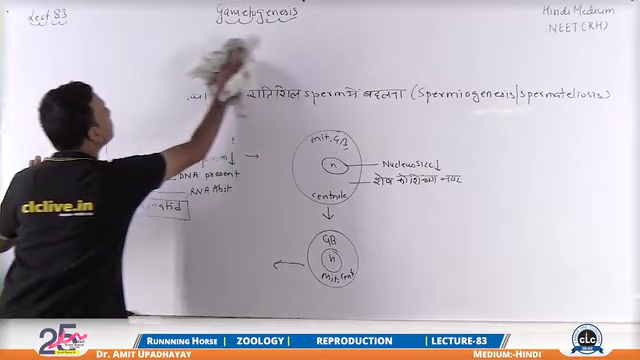 Lect. 83
Gametogenesis
Hindi Medium
NEET (RH)
गतिशिल sperm में बदलना (Spermiogenesis/spermateliosis)
mit, GB
n
centriole
Nucleus size ↓
शेष कोशिकांग नष्ट
DNA present
RNA Abst
GB
n
mit, cent
clclive.in
25
RUNNNING HORSE
ZOOLOGY
REPRODUCTION
LECTURE-83
Dr. AMIT UPADHAYAY
MEDIUM:-HINDI
CLC